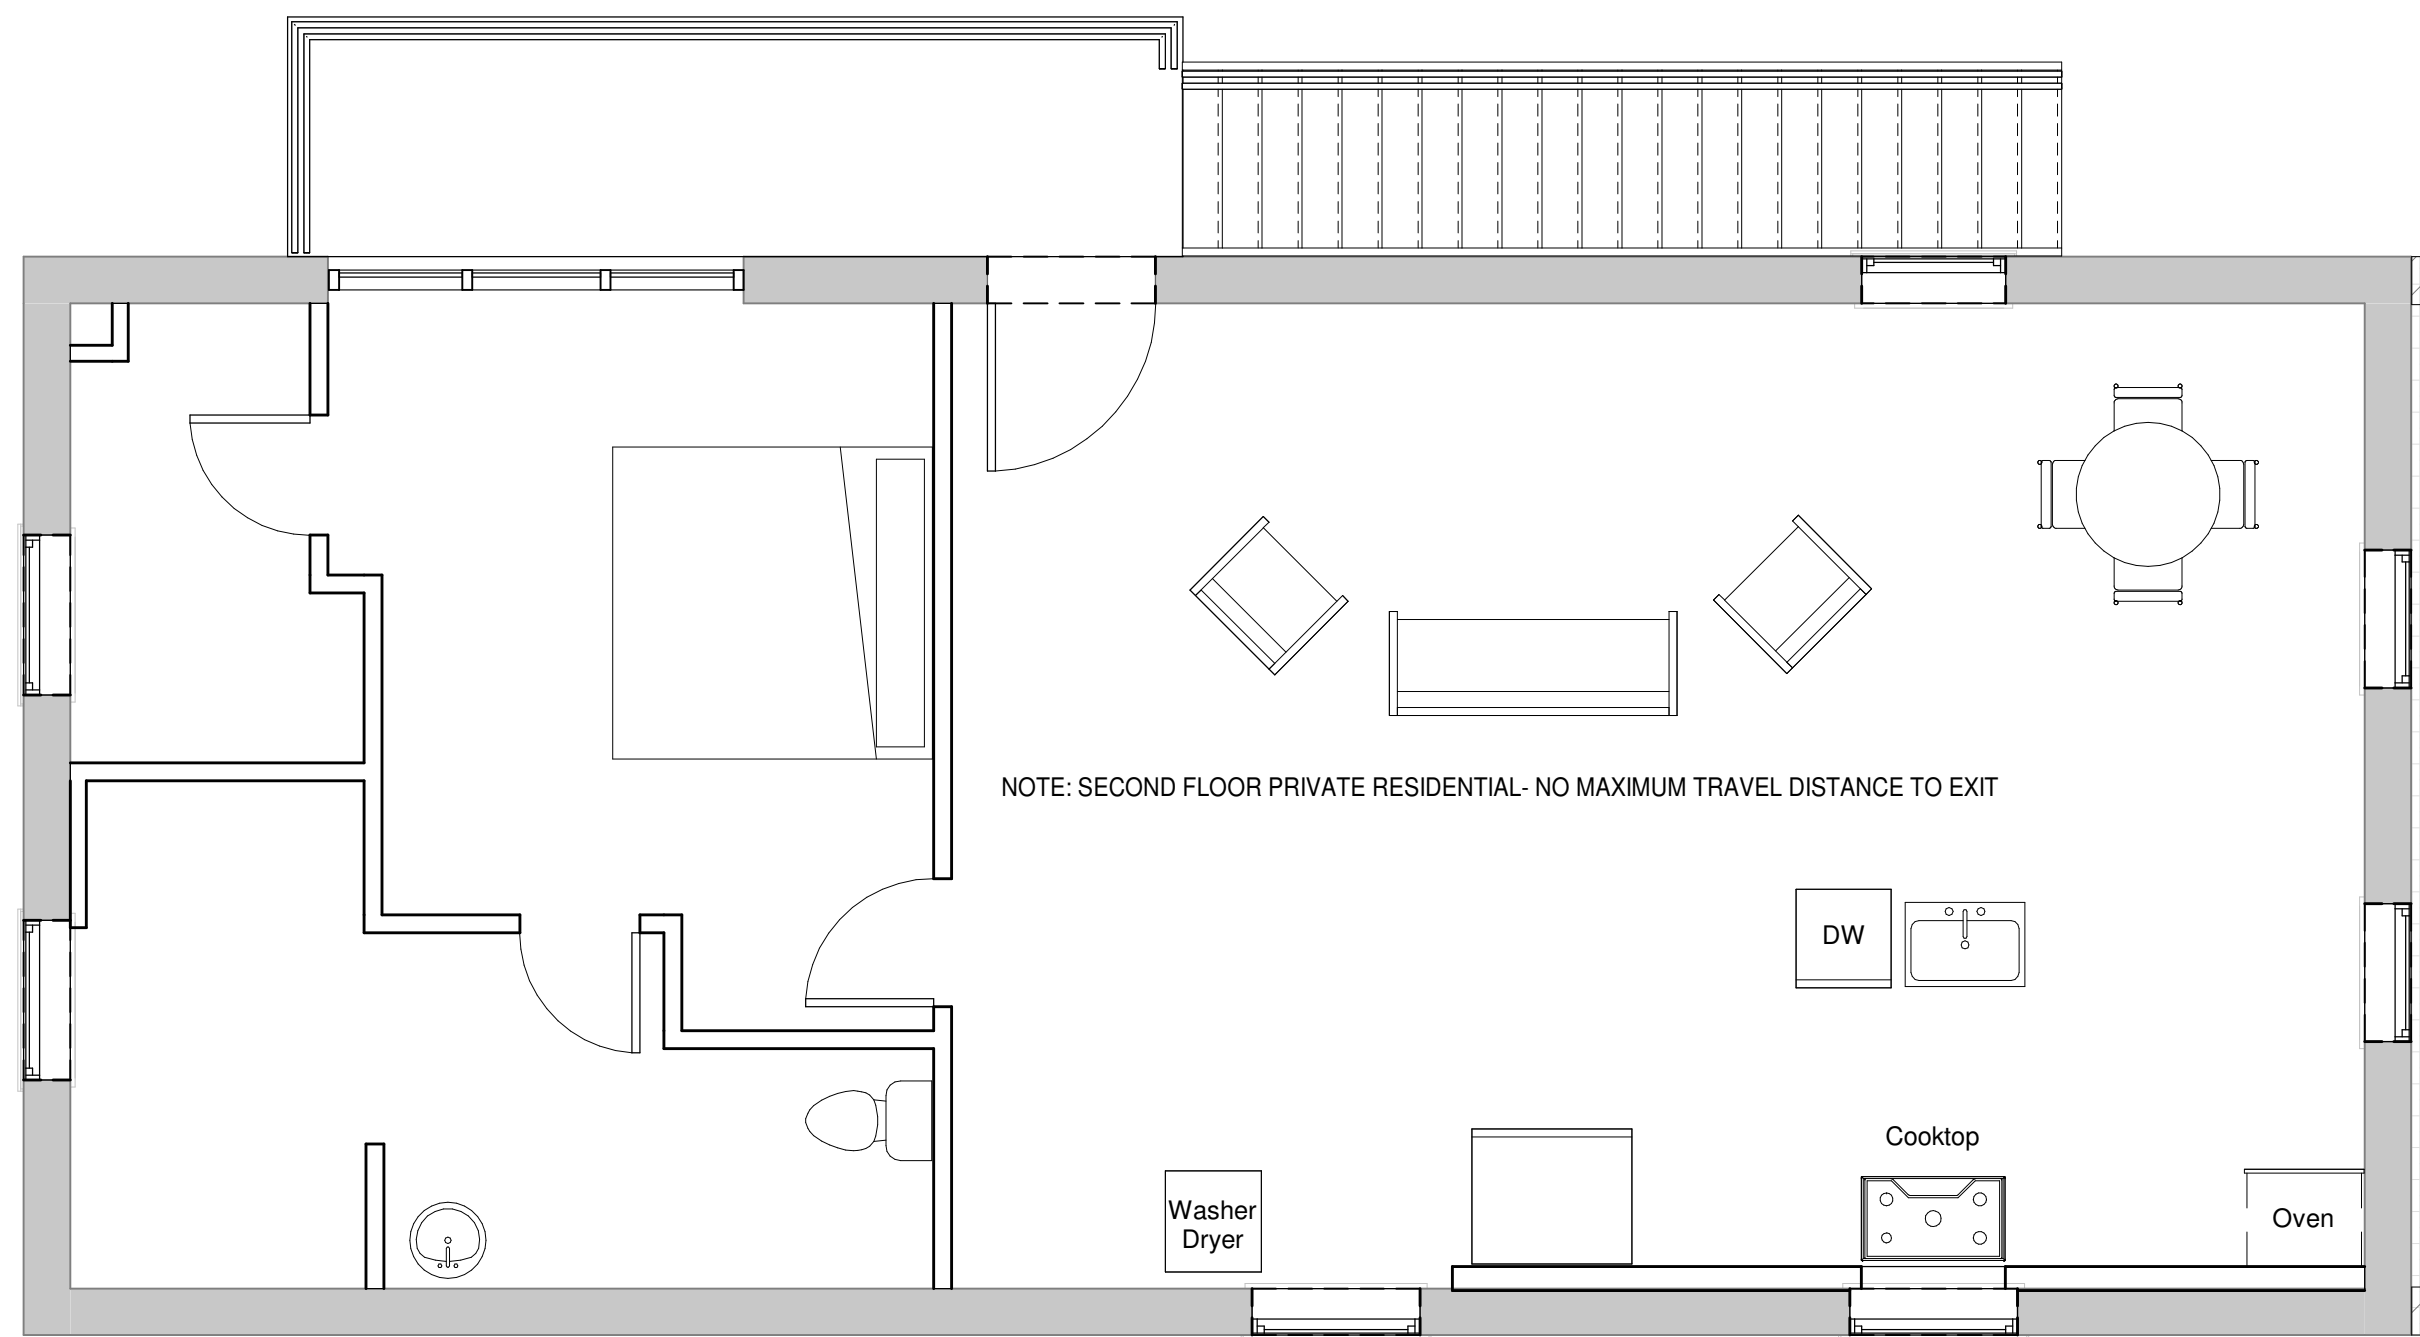 NOTE: SECOND FLOOR PRIVATE RESIDENTIAL- NO MAXIMUM TRAVEL DISTANCE TO EXIT
DW
Cooktop
Washer
Dryer
Oven